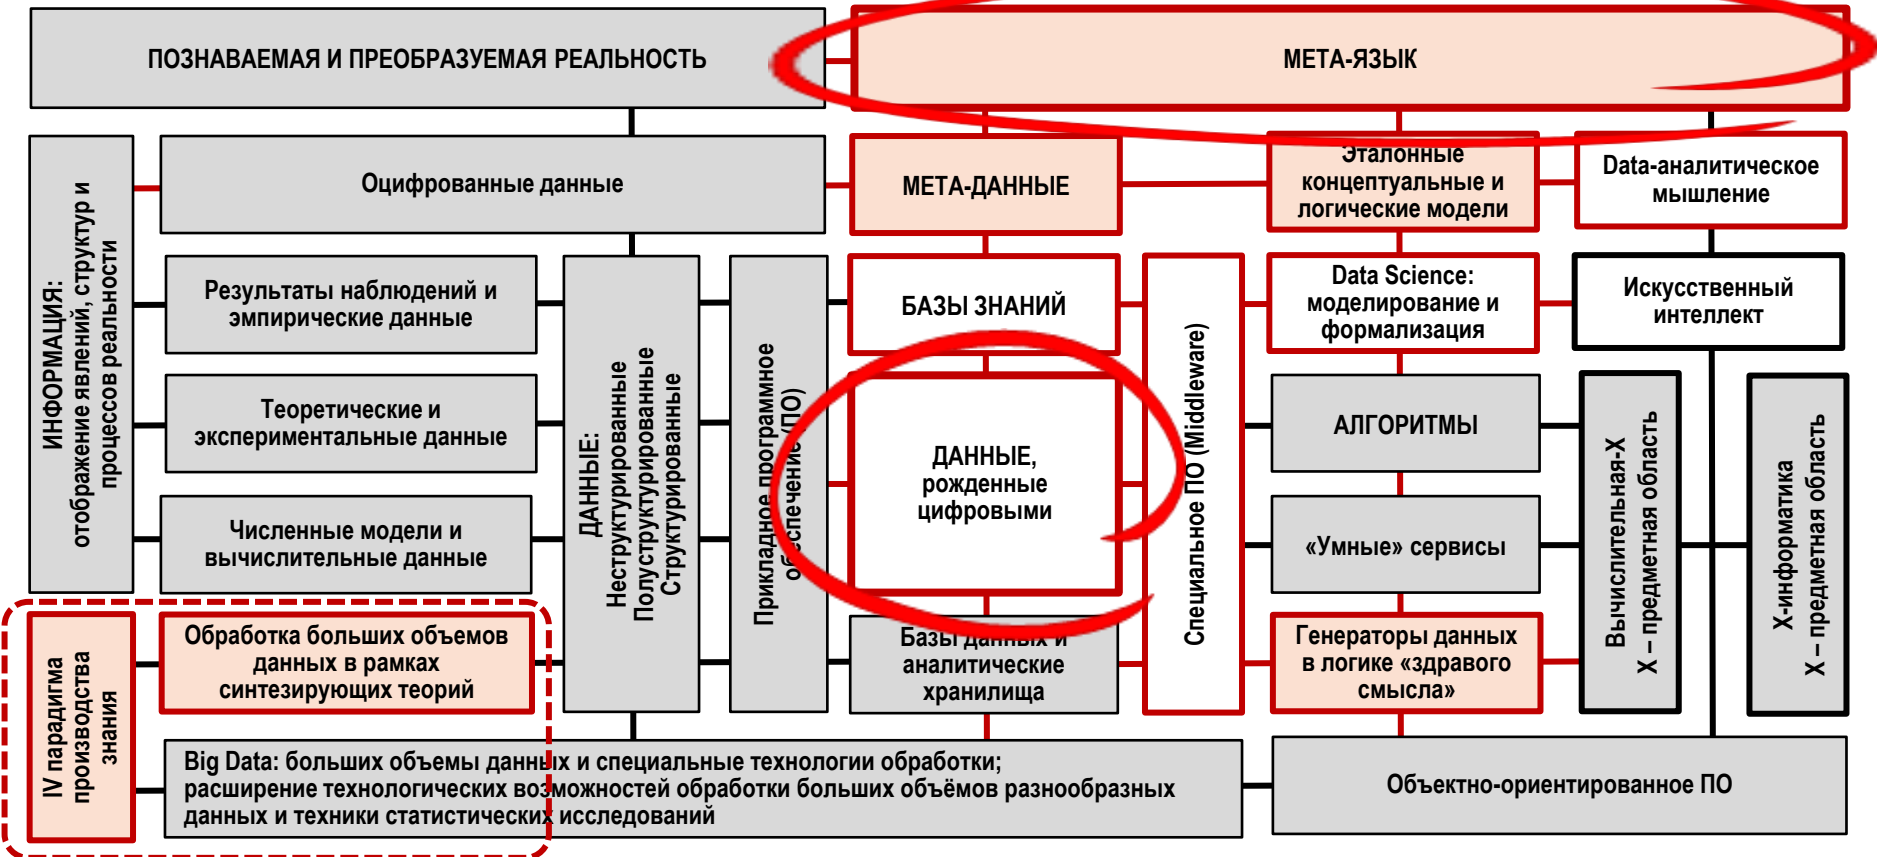 ПОЗНАВАЕМАЯ И ПРЕОБРАЗУЕМАЯ РЕАЛЬНОСТЬ
МЕТА-ЯЗЫК
ИНФОРМАЦИЯ:
отображение явлений, структур и
процессов реальности
Оцифрованные данные
МЕТА-ДАННЫЕ
Эталонные
концептуальные и
логические модели
Data-аналитическое
мышление
Результаты наблюдений и
эмпирические данные
Теоретические и
экспериментальные данные
Численные модели и
вычислительные данные
ДАННЫЕ:
Неструктурированные
Полуструктурированные
Структурированные
Прикладное программное
обеспечение (ПО)
БАЗЫ ЗНАНИЙ
ДАННЫЕ,
рожденные
цифровыми
Базы данных и
аналитические
хранилища
Специальное ПО (Middleware)
Data Science:
моделирование и
формализация
Искусственный
интеллект
АЛГОРИТМЫ
«Умные» сервисы
Генераторы данных
в логике «здравого
смысла»
Вычислительная-X
X – предметная область
X-информатика
X – предметная область
IV парадигма
производства
знания
Обработка больших объемов
данных в рамках
синтезирующих теорий
Big Data: больших объемы данных и специальные технологии обработки;
расширение технологических возможностей обработки больших объёмов разнообразных
данных и техники статистических исследований
Объектно-ориентированное ПО